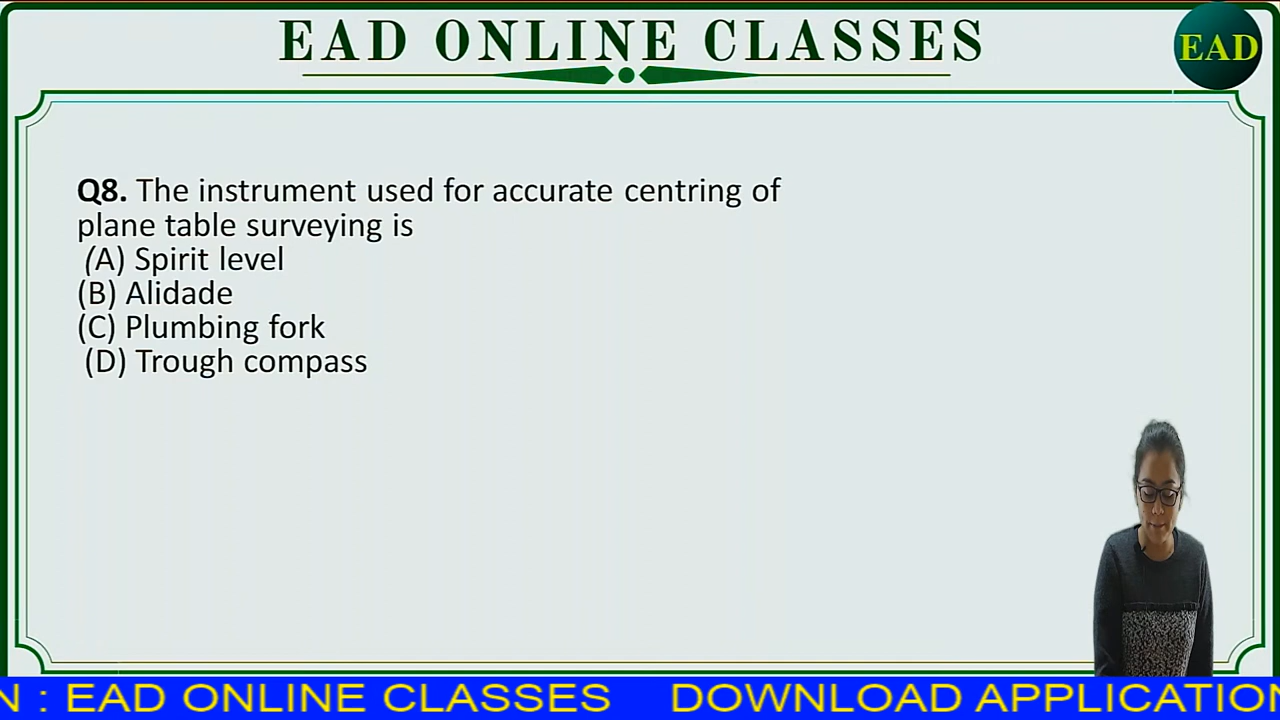 EAD ONLINE CLASSES
EAD
Q8. The instrument used for accurate centring of
plane table surveying is
(A) Spirit level
(B) Alidade
(C) Plumbing fork
(D) Trough compass
N : EAD ONLINE CLASSES DOWNLOAD APPLICATION